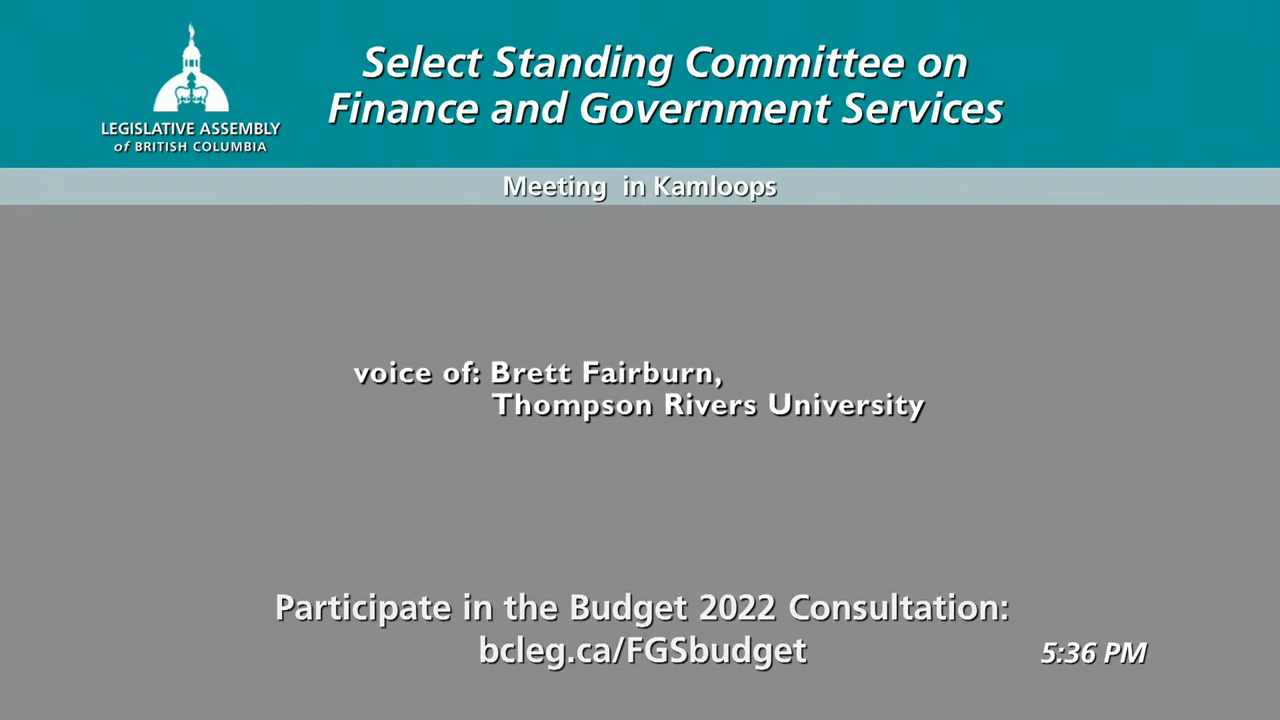 Select Standing Committee on
Finance and Government Services
LEGISLATIVE ASSEMBLY
of BRITISH COLUMBIA
Meeting in Kamloops
voice of: Brett Fairburn,
Thompson Rivers University
Participate in the Budget 2022 Consultation:
bcleg.ca/FGSbudget
5:36 PM